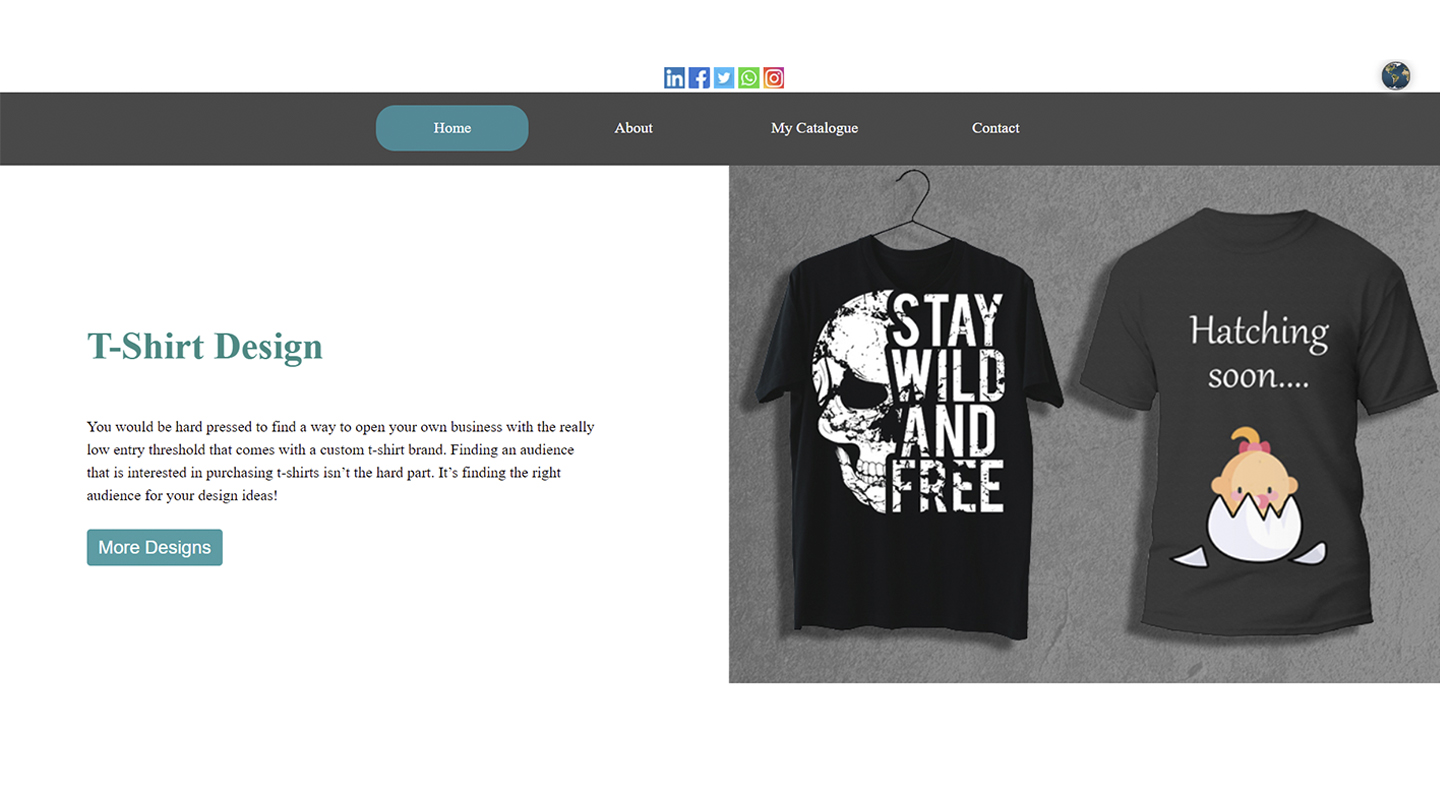 in
f
Home
About
My Catalogue
Contact
T-Shirt Design
You would be hard pressed to find a way to open your own business with the really
low entry threshold that comes with a custom t-shirt brand. Finding an audience
that is interested in purchasing t-shirts isn’t the hard part. It’s finding the right
audience for your design ideas!
More Designs
STAY
WILD
AND
FREE
Hatching
soon....